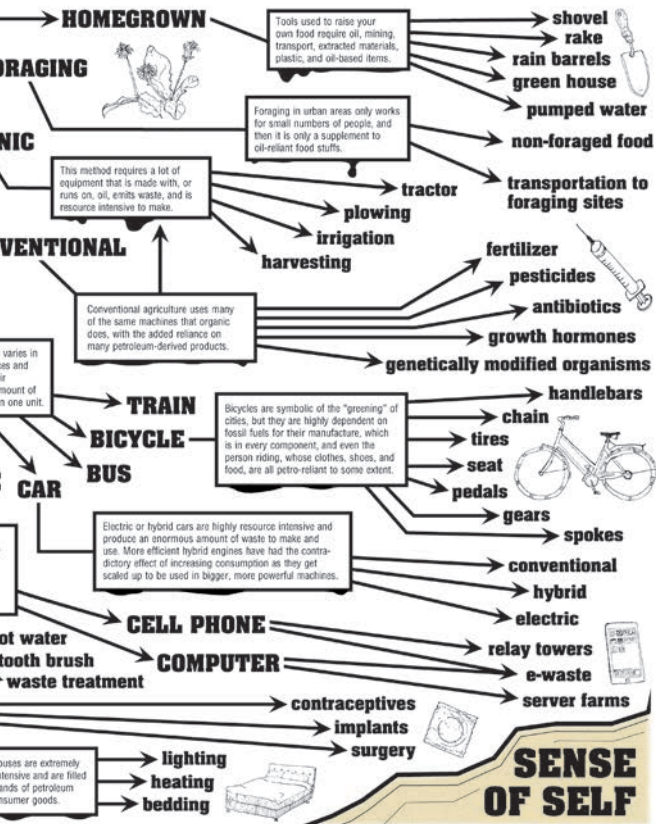 HOMEGROWN
Tools used to raise your
own food require oil, mining,
transport, extracted materials,
plastic, and oil-based items.
shovel
rake
rain barrels
green house
pumped water
ORAGING
Foraging in urban areas only works
for small numbers of people, and
then it is only a supplement to
oil-reliant food stuffs.
non-foraged food
transportation to
foraging sites
NIC
This method requires a lot of
equipment that is made with, or
runs on, oil, emits waste, and is
resource intensive to make.
tractor
plowing
irrigation
harvesting
VENTIONAL
Conventional agriculture uses many
of the same machines that organic
does, with the added reliance on
many petroleum-derived products.
fertilizer
pesticides
antibiotics
growth hormones
genetically modified organisms
varies in
es and
ir
mount of
n one unit.
TRAIN
BICYCLE
BUS
CAR
Bicycles are symbolic of the "greening" of
cities, but they are highly dependent on
fossil fuels for their manufacture, which
is in every component, and even the
person riding, whose clothes, shoes, and
food, are all petro-reliant to some extent.
handlebars
chain
tires
seat
pedals
gears
spokes
Electric or hybrid cars are highly resource intensive and
produce an enormous amount of waste to make and
use. More efficient hybrid engines have had the contra-
dictory effect of increasing consumption as they get
scaled up to be used in bigger, more powerful machines.
conventional
hybrid
electric
CELL PHONE
COMPUTER
relay towers
e-waste
server farms
ot water
tooth brush
waste treatment
contraceptives
implants
surgery
ouses are extremely
tensive and are filled
ands of petroleum
nsumer goods.
lighting
heating
bedding
SENSE
OF SELF